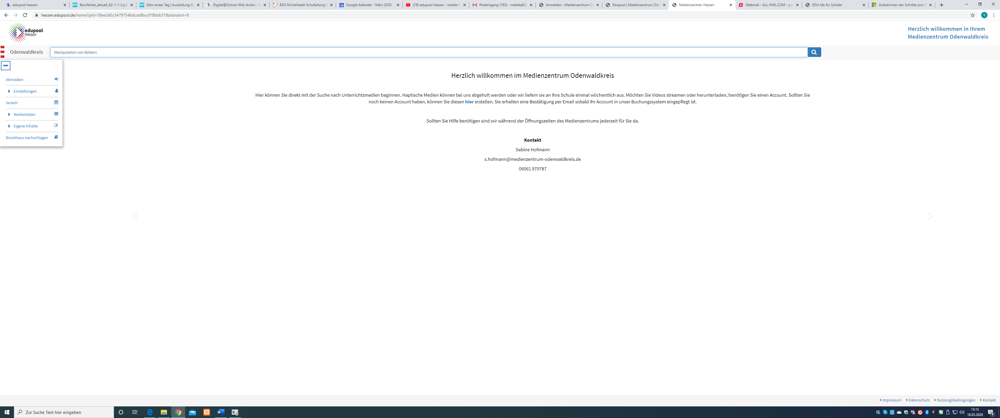 edupool-hessen
Berufeliste_aktuell_62-1-1-2.pd
Dein erster Tag | Ausbildung &
Digital@School-Wiki Archiv - D
BSO Michelstadt Schulleitungst
Google Kalender - März 2020
(19) edupool hessen - medien
Posteingang (193) - maleika8@
Anmelden ‹ Medienzentrum O
Edupool | Medienzentrum Ode
Medienzentren Hessen
Webmail - ALL-INKL.COM - y.m
EDU-Ids für Schüler
Aufzeichnen der Schritte zum
hessen.edupool.de/home?pid=58ee245c34797546dcce9bccf19bbb37&standort=8
Y
edupool
Hessen
Herzlich willkommen in Ihrem
Medienzentrum Odenwaldkreis
Odenwaldkreis
Manipulation von Bildern
Abmelden
Einstellungen
Verleih
Medienlisten
Eigene Inhalte
Brockhaus nachschlagen
Herzlich willkommen im Medienzentrum Odenwaldkreis
Hier können Sie direkt mit der Suche nach Unterrichtsmedien beginnen. Haptische Medien können bei uns abgeholt werden oder wir liefern sie an Ihre Schule einmal wöchentlich aus. Möchten Sie Videos streamen oder herunterladen, benötigen Sie einen Account. Sollten Sie
noch keinen Account haben, können Sie diesen hier erstellen. Sie erhalten eine Bestätigung per Email sobald Ihr Account in unser Buchungssystem eingepflegt ist.
Sollten Sie Hilfe benötigen sind wir während der Öffnungszeiten des Medienzentrums jederzeit für Sie da.
Kontakt
Sabine Hofmann
s.hofmann@medienzentrum-odenwaldkreis.de
06061 979787
Impressum
Datenschutz
Nutzungsbedingungen
Kontakt
Zur Suche Text hier eingeben
15:15
18.03.2020
6